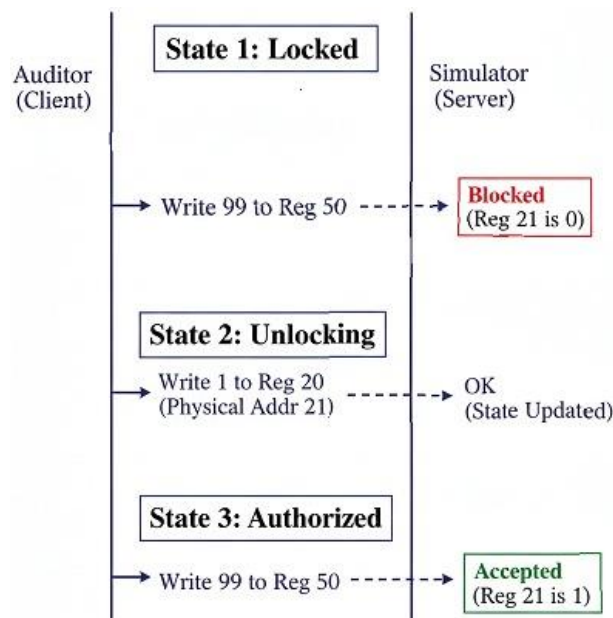 State 1: Locked
Auditor
(Client)
Simulator
(Server)
Write 99 to Reg 50
Blocked
(Reg 21 is 0)
State 2: Unlocking
Write 1 to Reg 20
(Physical Addr 21)
OK
(State Updated)
State 3: Authorized
Write 99 to Reg 50
Accepted
(Reg 21 is 1)